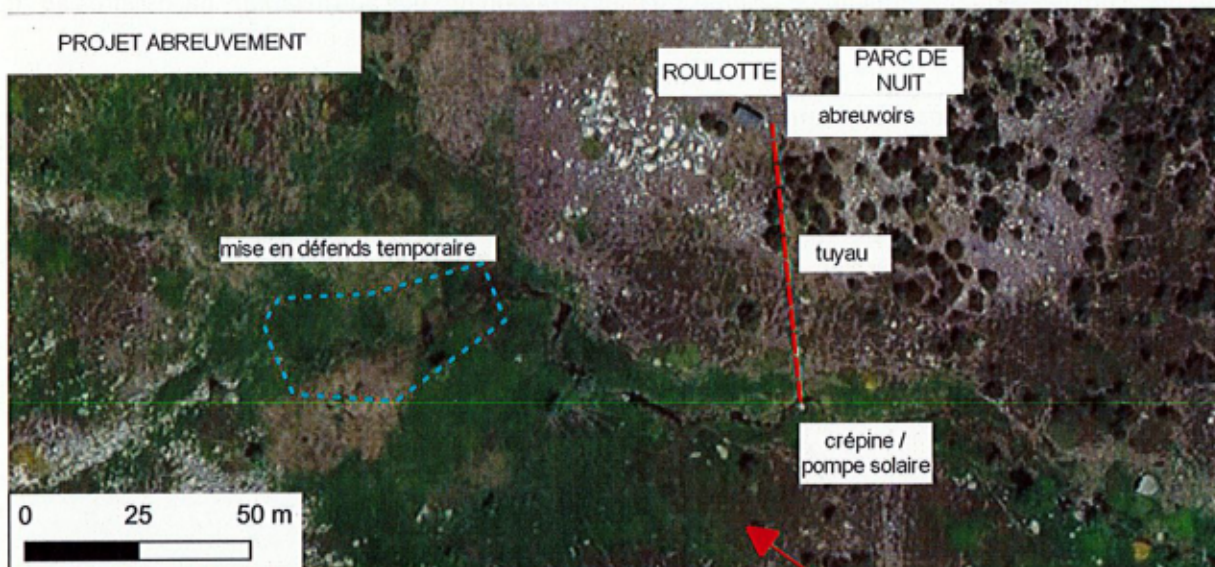 PROJET ABREUVEMENT
ROULOTTE
PARC DE
NUIT
abreuvoirs
mise en défends temporaire
tuyau
crépine /
pompe solaire
0 25 50 m